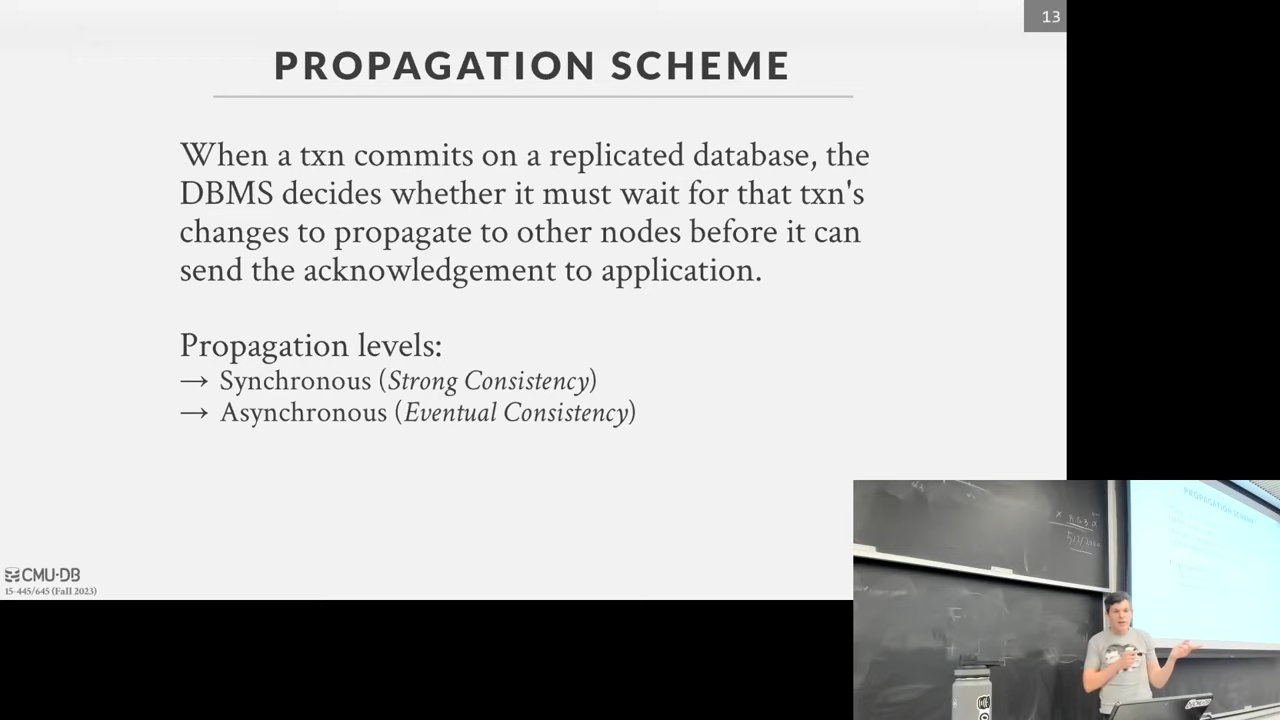 13
PROPAGATION SCHEME
When a txn commits on a replicated database, the
DBMS decides whether it must wait for that txn's
changes to propagate to other nodes before it can
send the acknowledgement to application.
Propagation levels:
→ Synchronous (Strong Consistency)
→ Asynchronous (Eventual Consistency)
CMU·DB
15-445/645 (Fall 2023)
PROPAGATION SCHEME